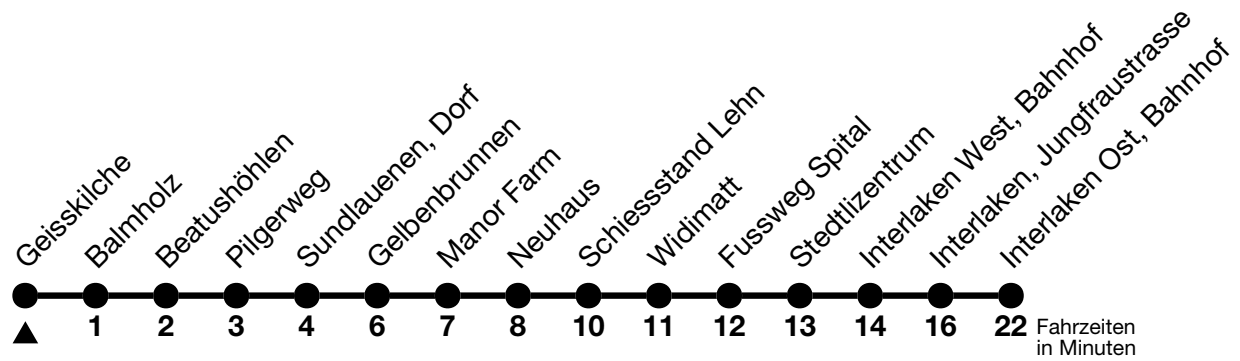 Geisskilche
Balmholz
Beatushöhlen
Pilgerweg
Sundlauenen, Dorf
Gelbenbrunnen
Manor Farm
Neuhaus
Schiessstand Lehn
Widimatt
Fussweg Spital
Stedtlizentrum
Interlaken West, Bahnhof
Interlaken, Jungfraustrasse
Interlaken Ost, Bahnhof
1 2 3 4 6 7 8 10 11 12 13 14 16 22
Fahrzeiten
in Minuten